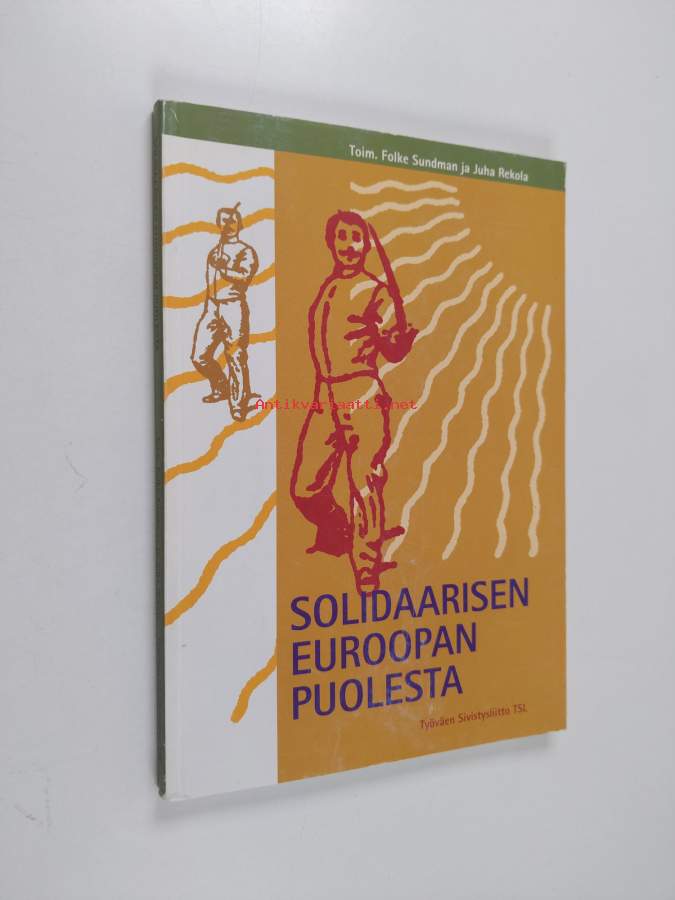 Toim. Folke Sundman ja Juha Rekola
Antikvariaatti.net
SOLIDAARISEN
EUROOPAN
PUOLESTA
Työväen Sivistysliitto TSL